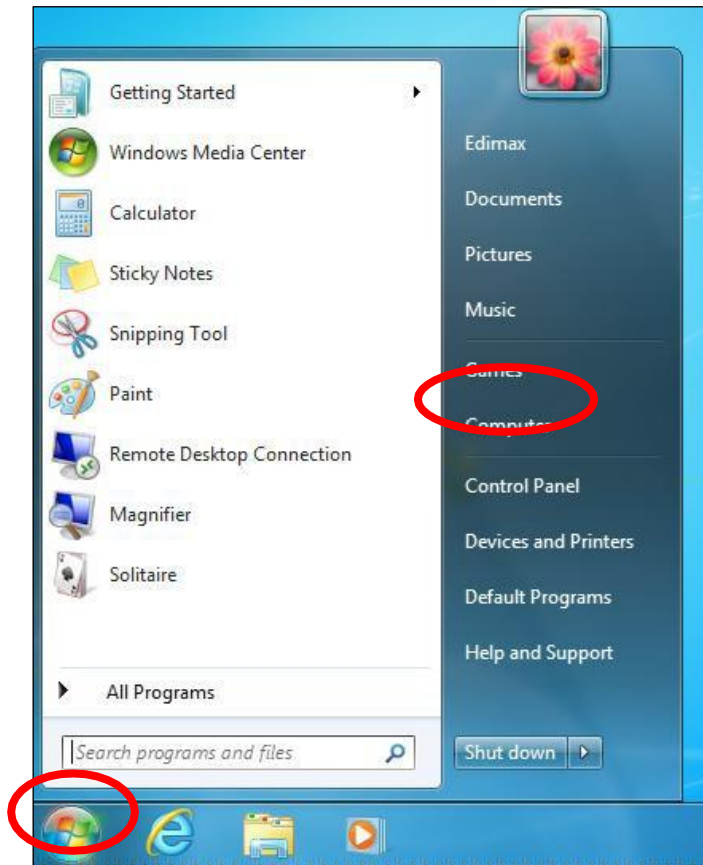 Getting Started
Windows Media Center
Calculator
Sticky Notes
Snipping Tool
Paint
Remote Desktop Connection
Magnifier
Solitaire
All Programs
Search programs and files
Edimax
Documents
Pictures
Music
Games
Computer
Control Panel
Devices and Printers
Default Programs
Help and Support
Shut down